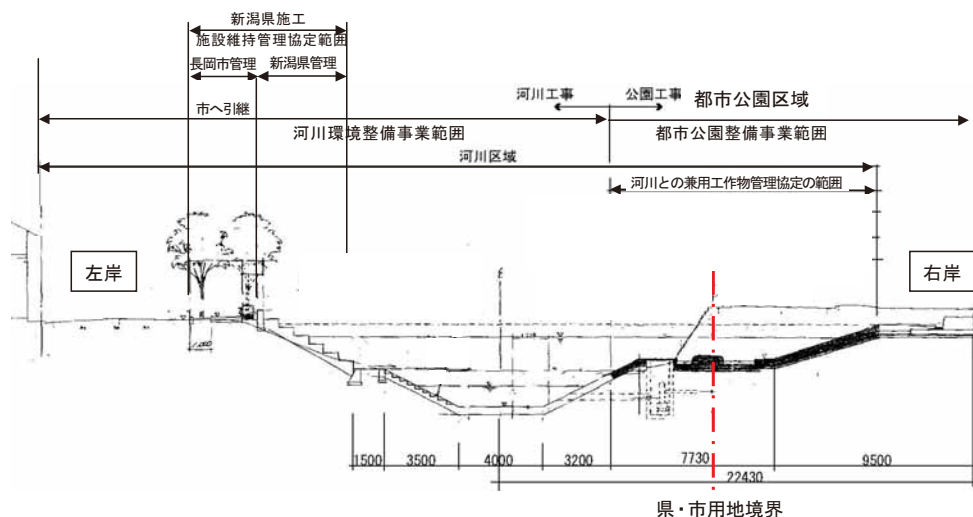 新潟県施工
施設維持管理協定範囲
長岡市管理
新潟県管理
河川工事
公園工事
都市公園区域
市へ引継
河川環境整備事業範囲
都市公園整備事業範囲
河川区域
河川との兼用工作物管理協定の範囲
左岸
右岸
1500
3500
4000
3200
7730
9500
22430
県・市用地境界